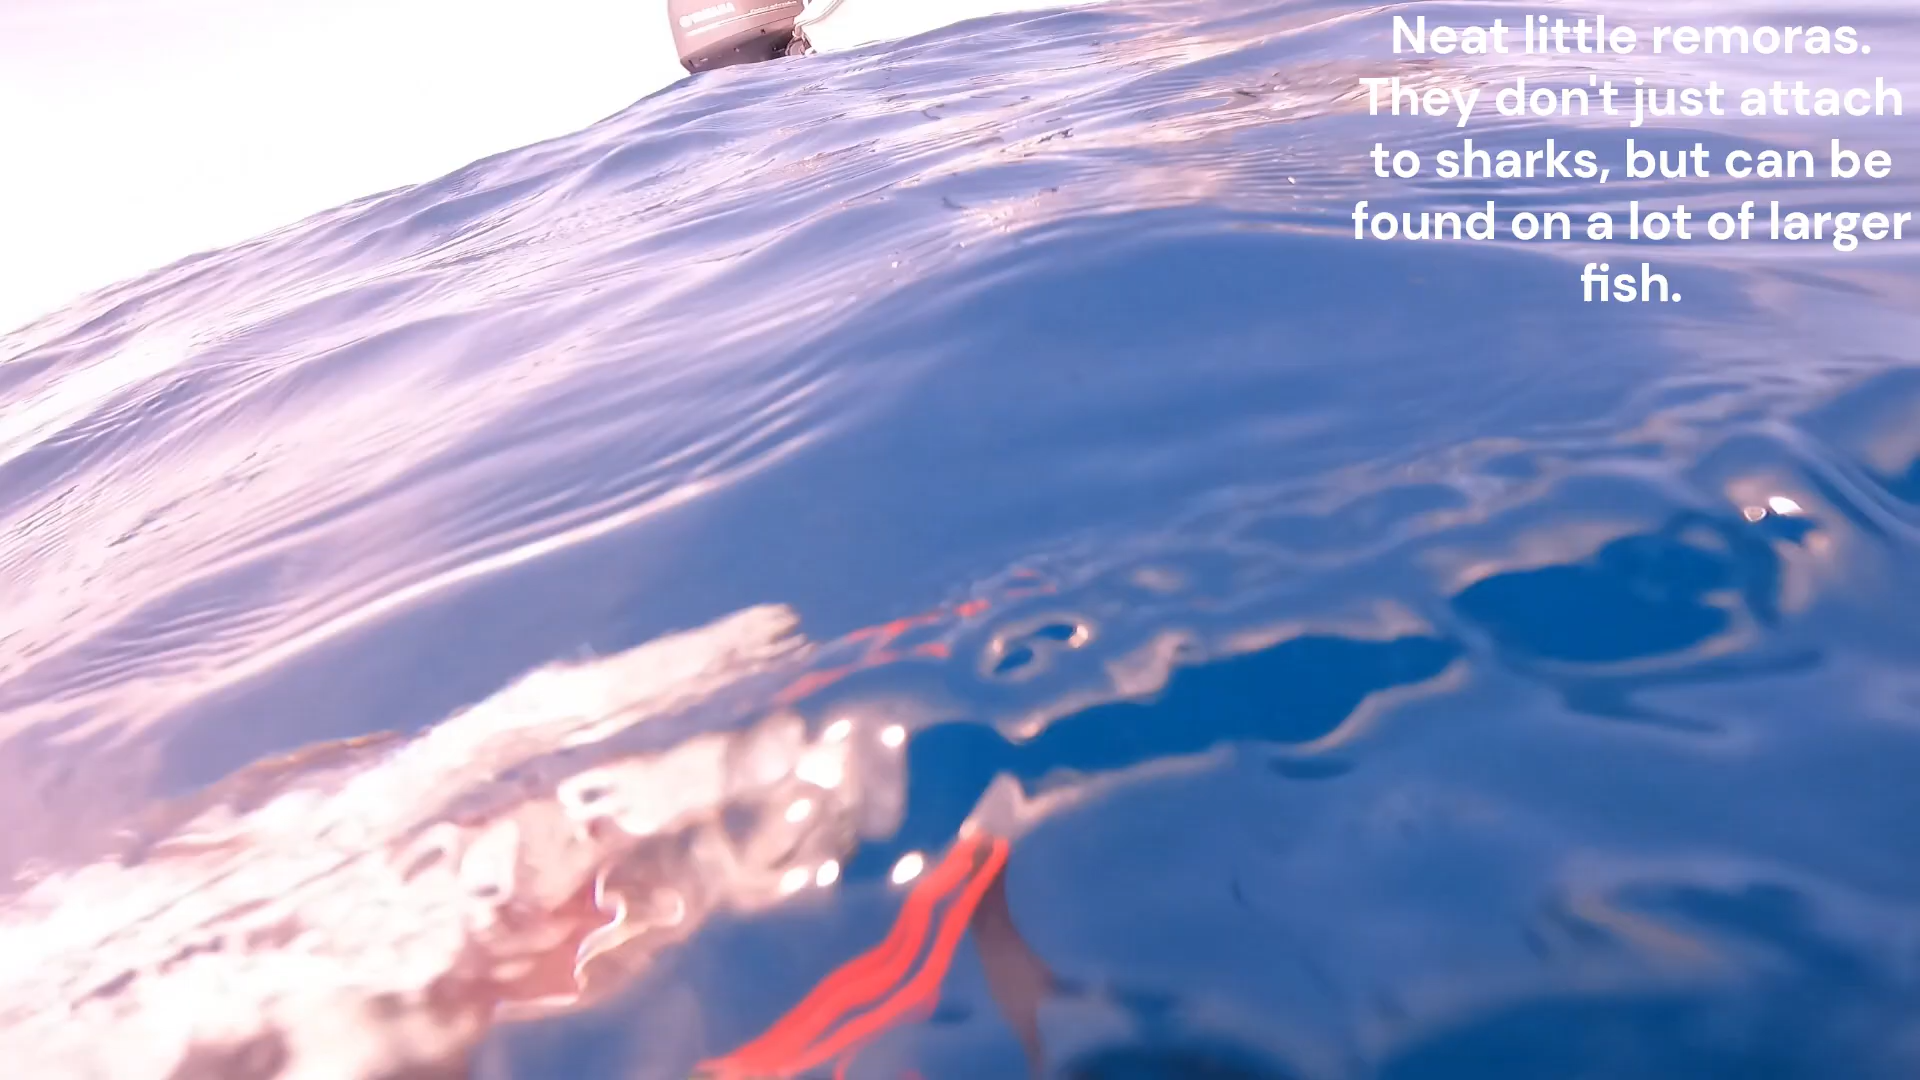 Neat little remoras.
They don't just attach
to sharks, but can be
found on a lot of larger
fish.